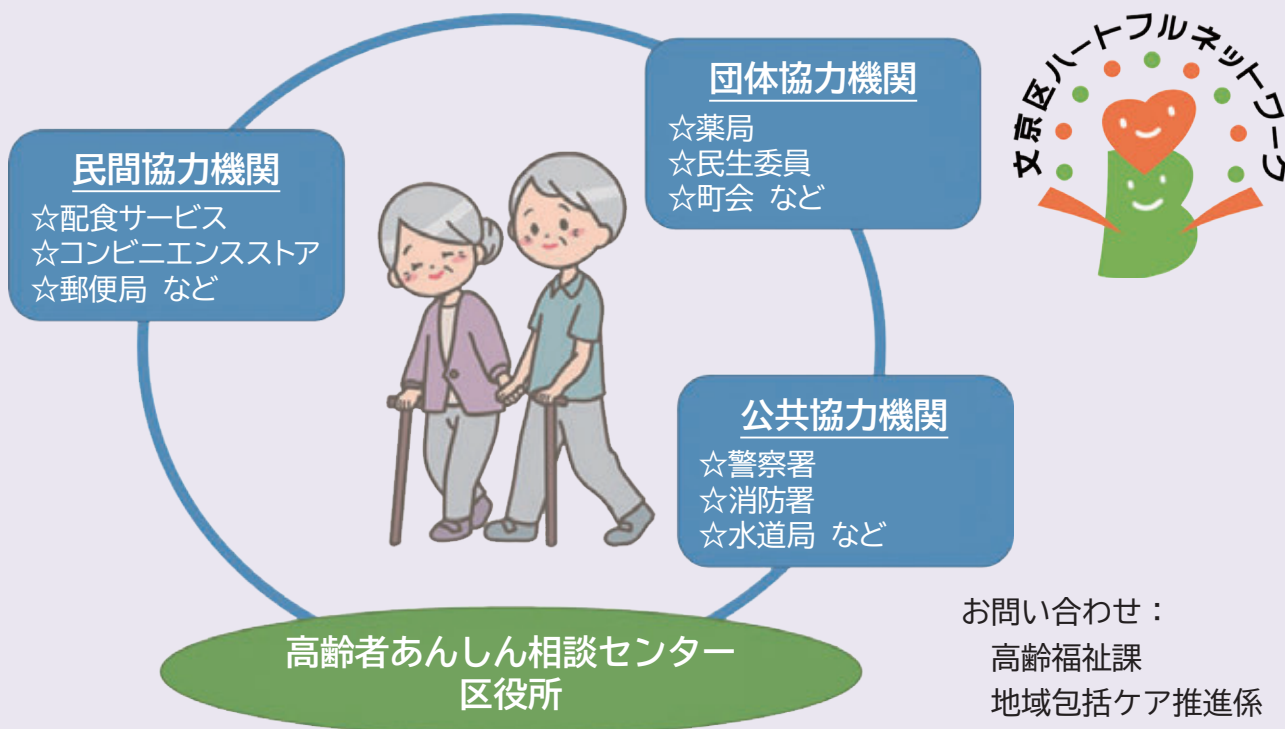 文京区ハートフルネットワーク
団体協力機関
☆薬局
☆民生委員
☆町会 など
民間協力機関
☆配食サービス
☆コンビニエンスストア
☆郵便局 など
公共協力機関
☆警察署
☆消防署
☆水道局 など
高齢者あんしん相談センター
区役所
お問い合わせ：
高齢福祉課
地域包括ケア推進係